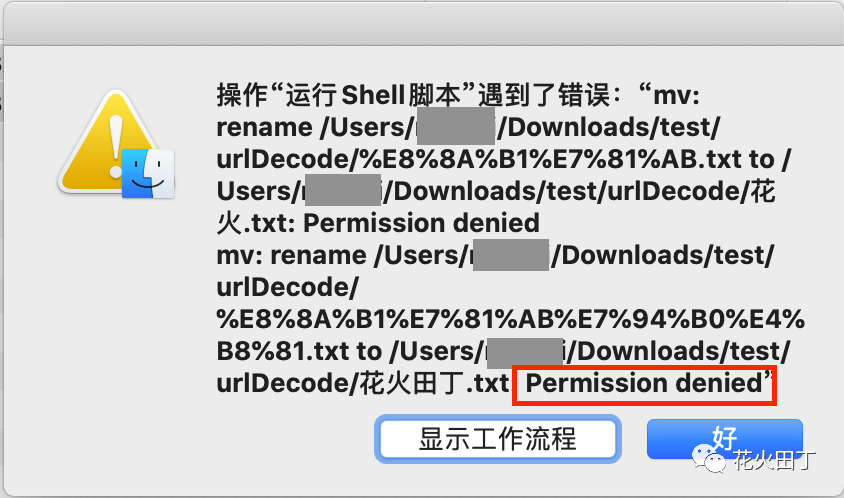 操作“运行Shell脚本”遇到了错误：“mv:
rename /Users/ /Downloads/test/
urlDecode/%E8%8A%B1%E7%81%AB.txt to /
Users/ /Downloads/test/urlDecode/花
火.txt: Permission denied
mv: rename /Users/ /Downloads/test/
urlDecode/
%E8%8A%B1%E7%81%AB%E7%94%B0%E4%
B8%81.txt to /Users/ i/Downloads/test/
urlDecode/花火田丁.txt: Permission denied”
显示工作流程
好
花火田丁